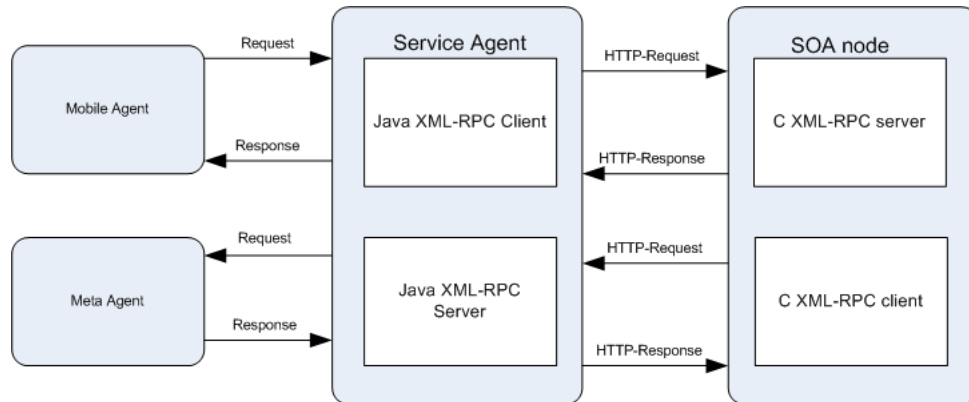 Service Agent
SOA node
Request
HTTP-Request
Mobile Agent
Java XML-RPC Client
C XML-RPC server
Response
HTTP-Response
Request
HTTP-Request
Meta Agent
Java XML-RPC
Server
C XML-RPC client
Response
HTTP-Response